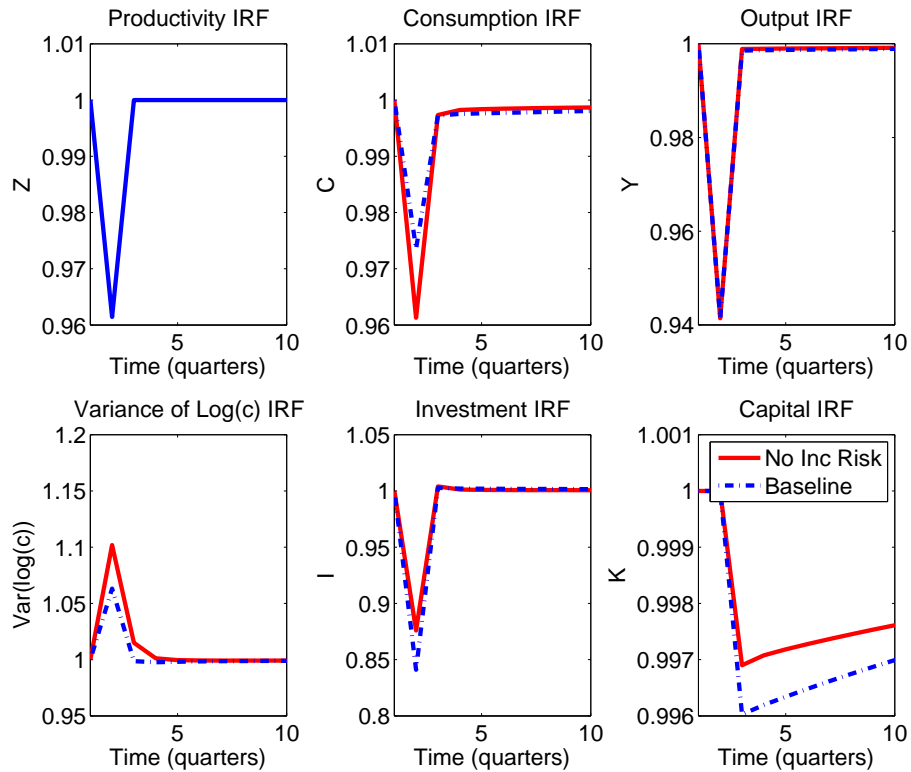 Productivity IRF
1.01
1
0.99
0.98
0.97
0.96
Z
5
10
Time (quarters)
Consumption IRF
1.01
1
0.99
0.98
0.97
0.96
C
5
10
Time (quarters)
Output IRF
1
0.98
0.96
0.94
Y
5
10
Time (quarters)
Variance of Log(c) IRF
1.2
1.15
1.1
1.05
1
0.95
Var(log(c))
5
10
Time (quarters)
Investment IRF
1.05
1
0.95
0.9
0.85
0.8
I
5
10
Time (quarters)
Capital IRF
1.001
1
0.999
0.998
0.997
0.996
K
No Inc Risk
Baseline
5
10
Time (quarters)